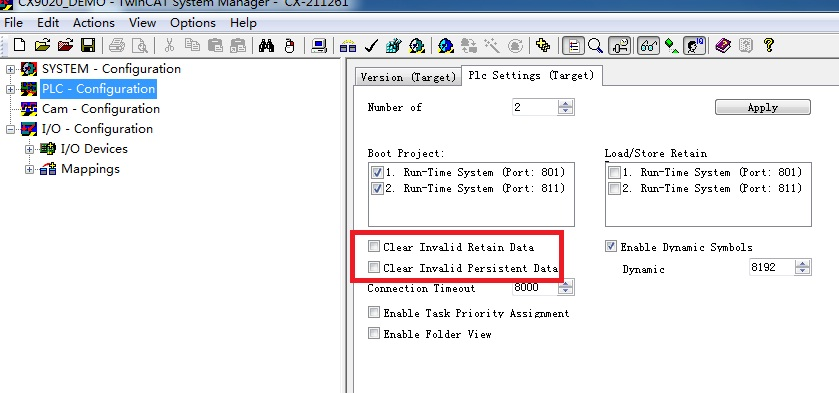 CX9020_DEMO - TwinCAT System Manager - 'CX-211261'
File Edit Actions View Options Help
SYSTEM - Configuration
PLC - Configuration
Cam - Configuration
I/O - Configuration
I/O Devices
Mappings
Version (Target) Plc Settings (Target)
Number of 2 Apply
Boot Project: Load/Store Retain
1. Run-Time System (Port: 801) 1. Run-Time System (Port: 801)
2. Run-Time System (Port: 811) 2. Run-Time System (Port: 811)
Clear Invalid Retain Data Enable Dynamic Symbols
Clear Invalid Persistent Data Dynamic 8192
Connection Timeout 8000
Enable Task Priority Assignment
Enable Folder View